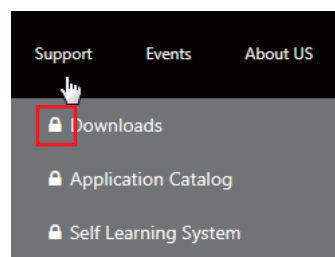 Support Events About US
Downloads
Application Catalog
Self Learning System